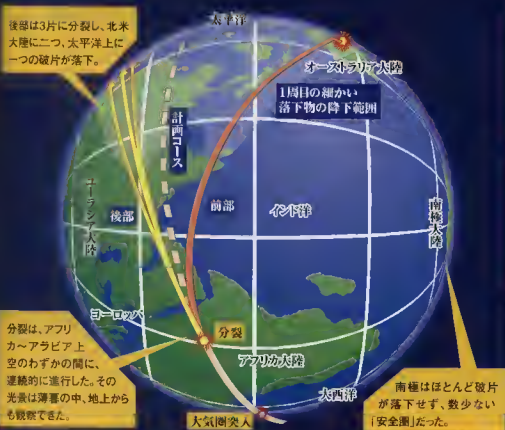 後部は3片に分裂し、北米
大陸に二つ、太平洋上に
一つの破片が落下。
太平洋
オーストラリア大陸
1周目の細かい
落下物の降下範囲
計画コース
ユーラシア大陸
後部
前部
インド洋
南極大陸
ヨーロッパ
分裂
アフリカ大陸
大西洋
大気圏突入
分裂は、アフリ
カ〜アラビア上
空のわずかの間に、
連続的に進行した。その
光景は薄暮の中、地上から
も観察できた。
南極はほとんど破片
が落下せず、数少ない
「安全圏」だった。